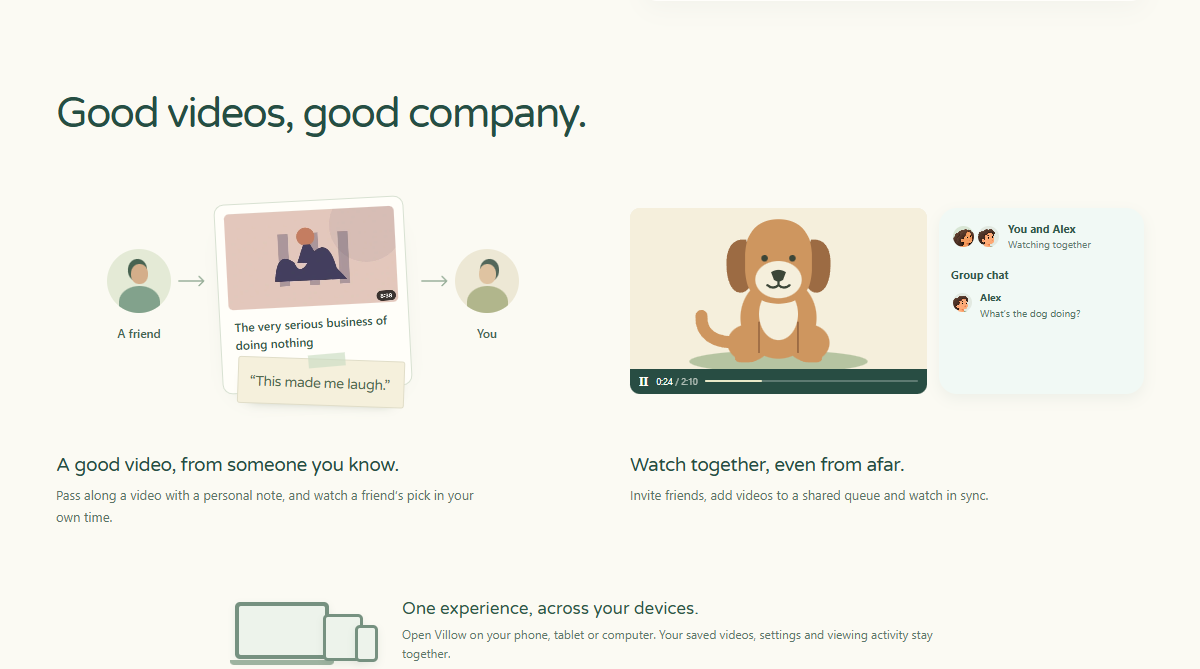 Good videos, good company.
8:38
The very serious business of
doing nothing
“This made me laugh.”
A friend
You
0:24 / 2:10
You and Alex
Watching together
Group chat
Alex
What's the dog doing?
A good video, from someone you know.
Pass along a video with a personal note, and watch a friend's pick in your
own time.
Watch together, even from afar.
Invite friends, add videos to a shared queue and watch in sync.
One experience, across your devices.
Open Villow on your phone, tablet or computer. Your saved videos, settings and viewing activity stay
together.